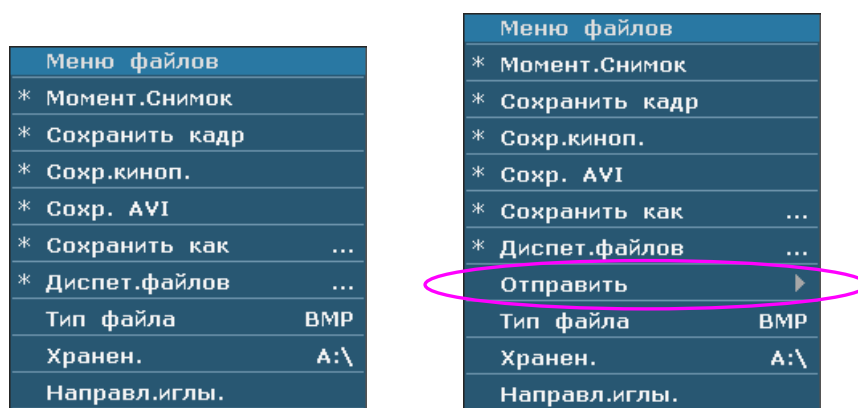 Меню файлов
* Момент.Снимок
* Сохранить кадр
* Сохр.киноп.
* Сохр. AVI
* Сохранить как ...
* Диспет.файлов ...
Тип файла BMP
Хранен. A:\
Направл.иглы.
Меню файлов
* Момент.Снимок
* Сохранить кадр
* Сохр.киноп.
* Сохр. AVI
* Сохранить как ...
* Диспет.файлов ...
Отправить
Тип файла BMP
Хранен. A:\
Направл.иглы.